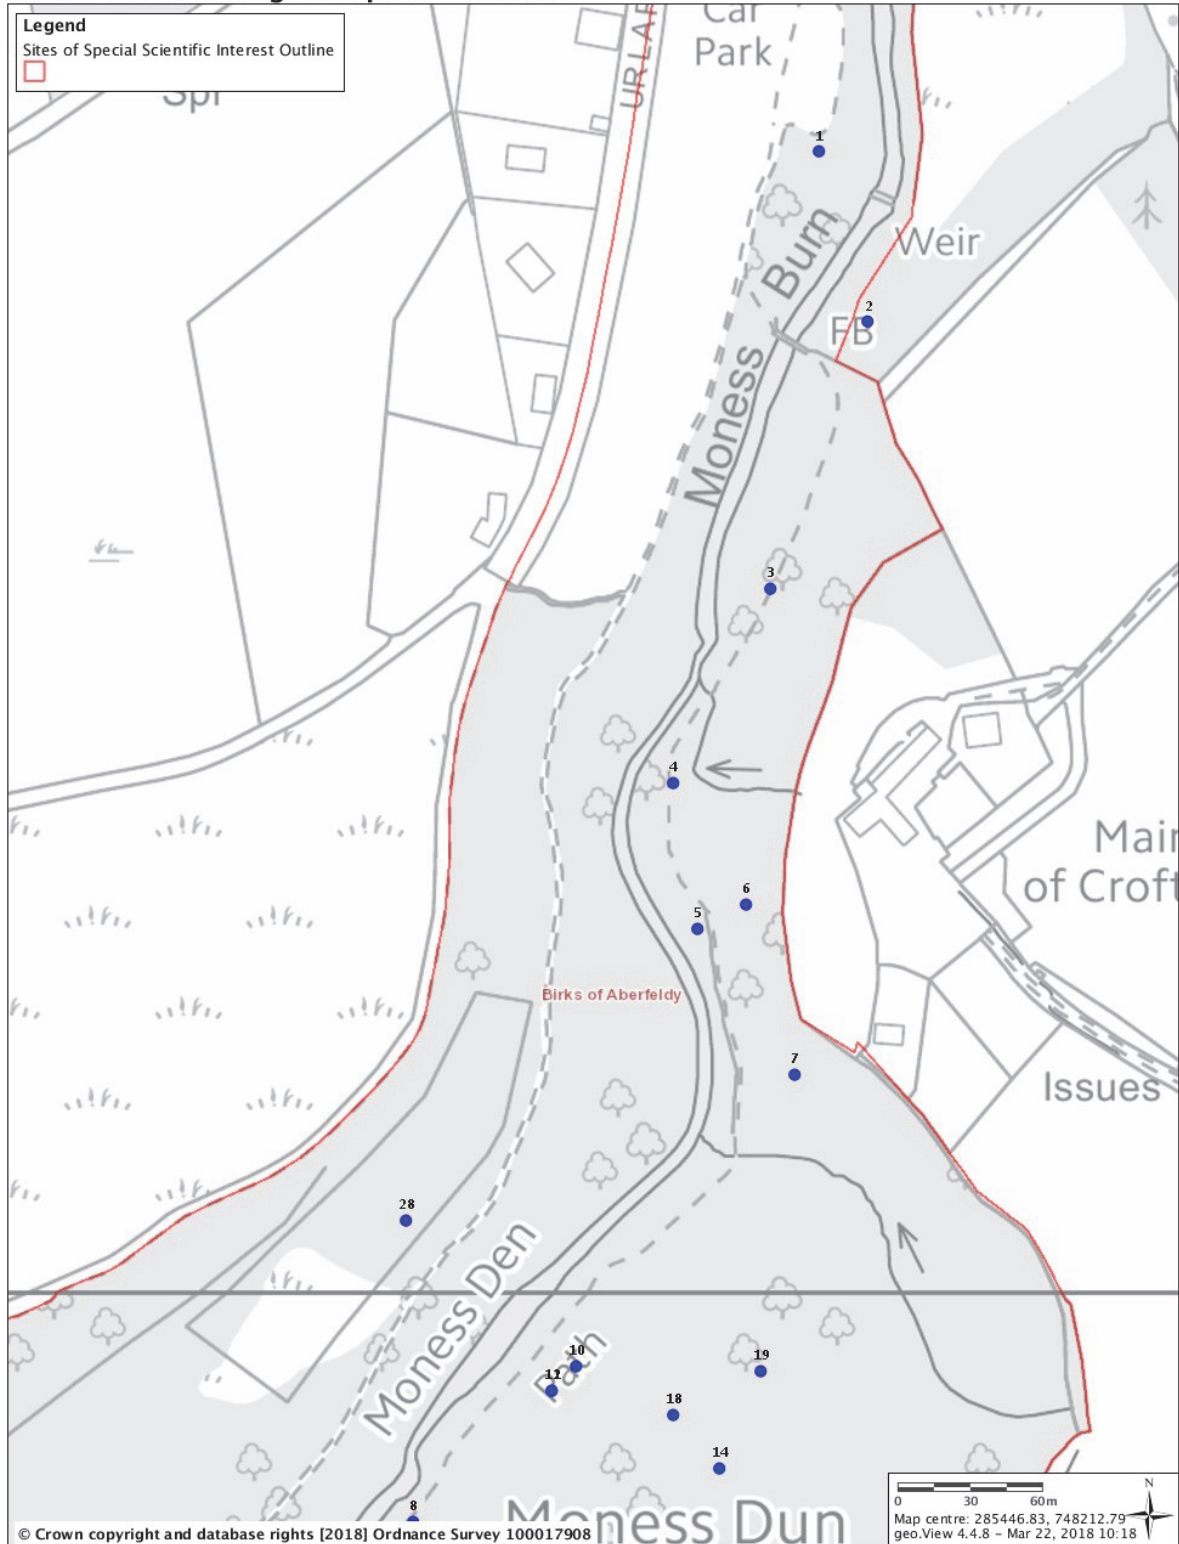 Legend
Sites of Special Scientific Interest Outline
Car
Park
1
Burn
Weir
2
FB
Moness
3
4
Main
of Croft
6
5
Birks of Aberfeldy
7
Issues
28
Moness Den
10
Path
19
18
14
8
Moness Dun
0 30 60m
N
Map centre: 285446.83, 748212.79
geo.View 4.4.8 - Mar 22, 2018 10:18
© Crown copyright and database rights [2018] Ordnance Survey 100017908